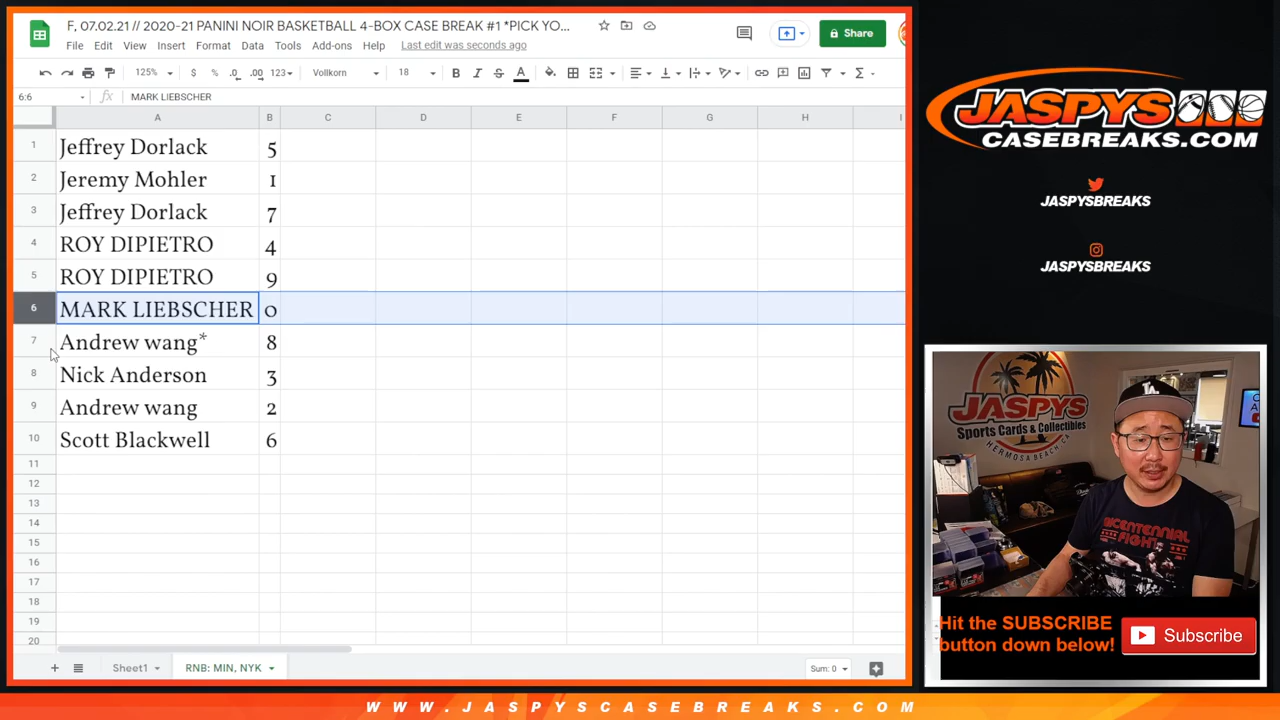 F, 07.02.21 // 2020-21 PANINI NOIR BASKETBALL 4-BOX CASE BREAK #1 *PICK YO...
File Edit View Insert Format Data Tools Add-ons Help Last edit was seconds ago
Share
125% $ % .0 .00 123 Vollkorn 18 B I S A
6:6 fx MARK LIEBSCHER
A B C D E F G H I
1 Jeffrey Dorlack 5
2 Jeremy Mohler 1
3 Jeffrey Dorlack 7
4 ROY DIPIETRO 4
5 ROY DIPIETRO 9
6 MARK LIEBSCHER 0
7 Andrew wang* 8
8 Nick Anderson 3
9 Andrew wang 2
10 Scott Blackwell 6
11
12
13
14
15
16
17
18
19
20
Sheet1 RNB: MIN, NYK Sum: 0
JASPYS
CASEBREAKS.COM
JASPYSBREAKS
JASPYSBREAKS
JASPYS
Sports Cards & Collectibles
HERMOSA BEACH, CA
LA
BICENTENNIAL
FIGHT
Hit the SUBSCRIBE
button down below!
Subscribe
WWW.JASPYSCASEBREAKS.COM